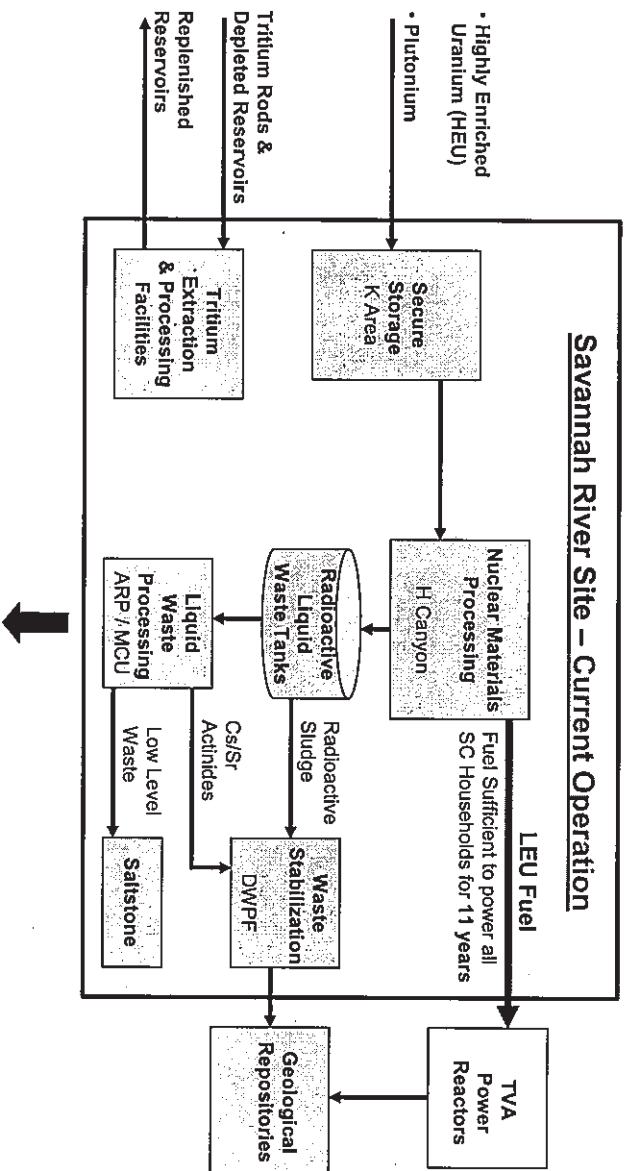 Savannah River Site – Current Operation
• Highly Enriched
Uranium (HEU)
• Plutonium
Tritium Rods &
Depleted Reservoirs
Replenished
Reservoirs
Secure
Storage
K Area
Tritium
Extraction
& Processing
Facilities
Nuclear Materials
Processing
H Canyon
LEU Fuel
Fuel Sufficient to power all
SC Households for 11 years
Radioactive
Liquid
Waste Tanks
Radioactive
Sludge
Liquid
Waste
Processing
ARP / MCU
Cs/Sr
Actinides
Low Level
Waste
Waste
Stabilization
DWPF
Saltstone
TVA
Power
Reactors
Geological
Repositories